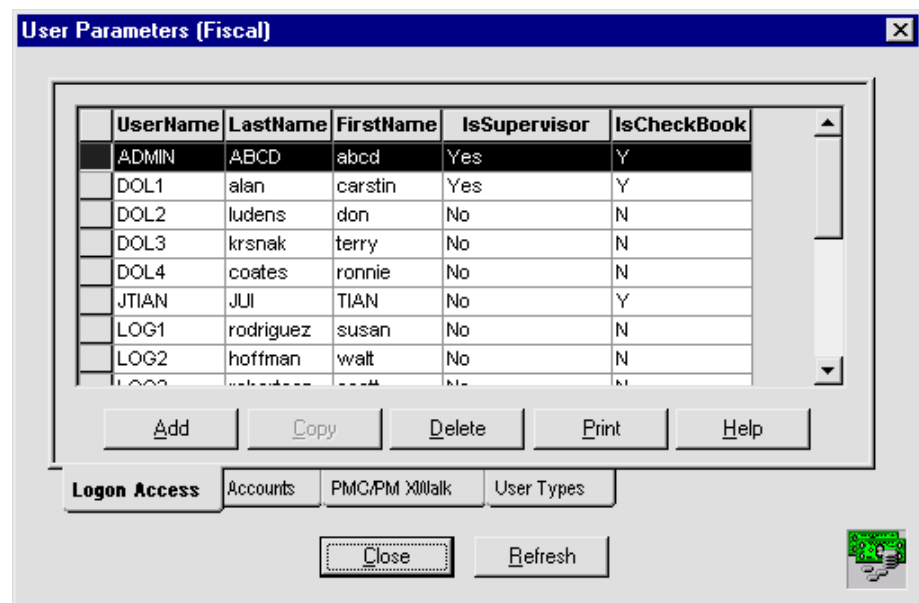 User Parameters (Fiscal)
UserName LastName FirstName IsSupervisor IsCheckBook
ADMIN ABCD abcd Yes Y
DOL1 alan carstin Yes Y
DOL2 ludens don No N
DOL3 krsnak terry No N
DOL4 coates ronnie No N
JTIAN JUI TIAN No Y
LOG1 rodriguez susan No N
LOG2 hoffman walt No N
Add Copy Delete Print Help
Logon Access Accounts PMC/PM XWalk User Types
Close Refresh